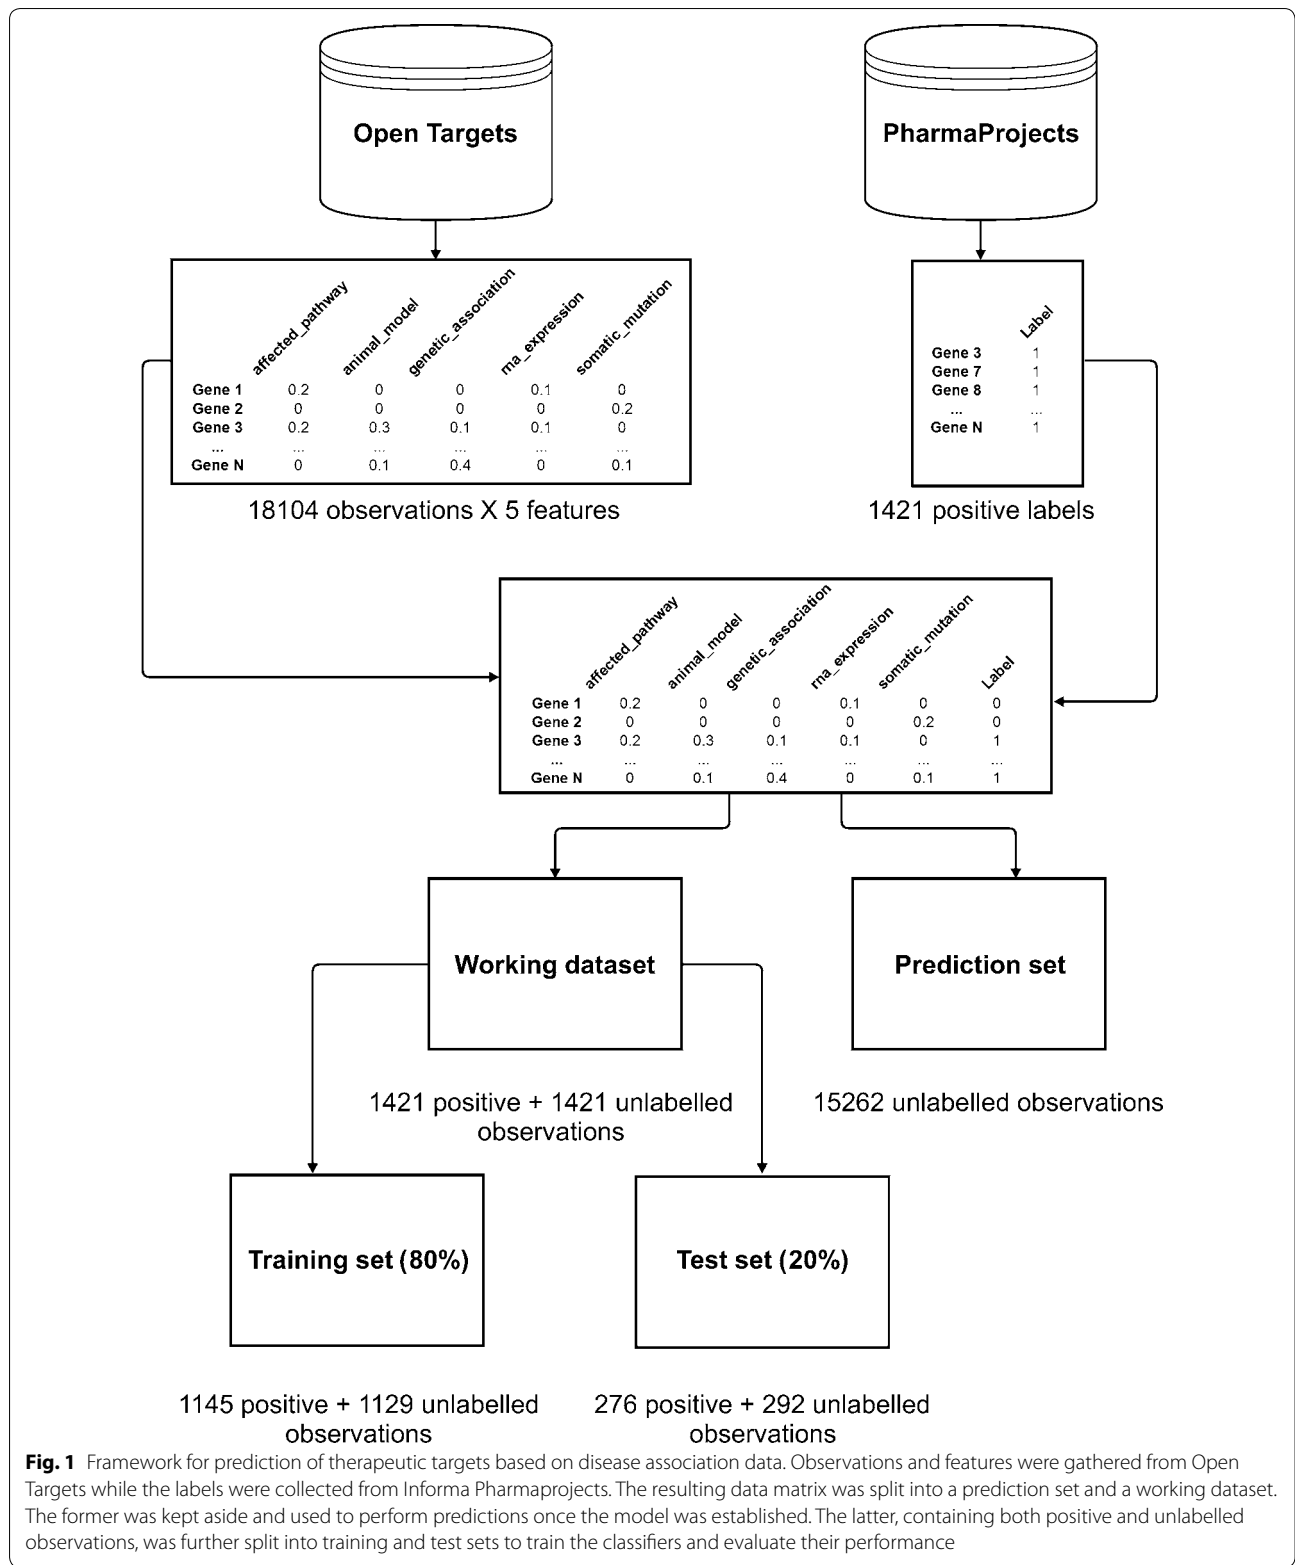 Open Targets
PharmaProjects
affected_pathway
animal_model
genetic_association
rna_expression
somatic_mutation
Gene 1 0.2 0 0 0.1 0
Gene 2 0 0 0 0 0.2
Gene 3 0.2 0.3 0.1 0.1 0
... ... ... ... ... ...
Gene N 0 0.1 0.4 0 0.1
18104 observations X 5 features
Label
Gene 3 1
Gene 7 1
Gene 8 1
... ...
Gene N 1
1421 positive labels
affected_pathway
animal_model
genetic_association
rna_expression
somatic_mutation
Label
Gene 1 0.2 0 0 0.1 0 0
Gene 2 0 0 0 0 0.2 0
Gene 3 0.2 0.3 0.1 0.1 0 1
... ... ... ... ... ... ...
Gene N 0 0.1 0.4 0 0.1 1
Working dataset
Prediction set
1421 positive + 1421 unlabelled
observations
15262 unlabelled observations
Training set (80%)
Test set (20%)
1145 positive + 1129 unlabelled
observations
276 positive + 292 unlabelled
observations
Fig. 1 Framework for prediction of therapeutic targets based on disease association data. Observations and features were gathered from Open
Targets while the labels were collected from Informa Pharmaprojects. The resulting data matrix was split into a prediction set and a working dataset.
The former was kept aside and used to perform predictions once the model was established. The latter, containing both positive and unlabelled
observations, was further split into training and test sets to train the classifiers and evaluate their performance